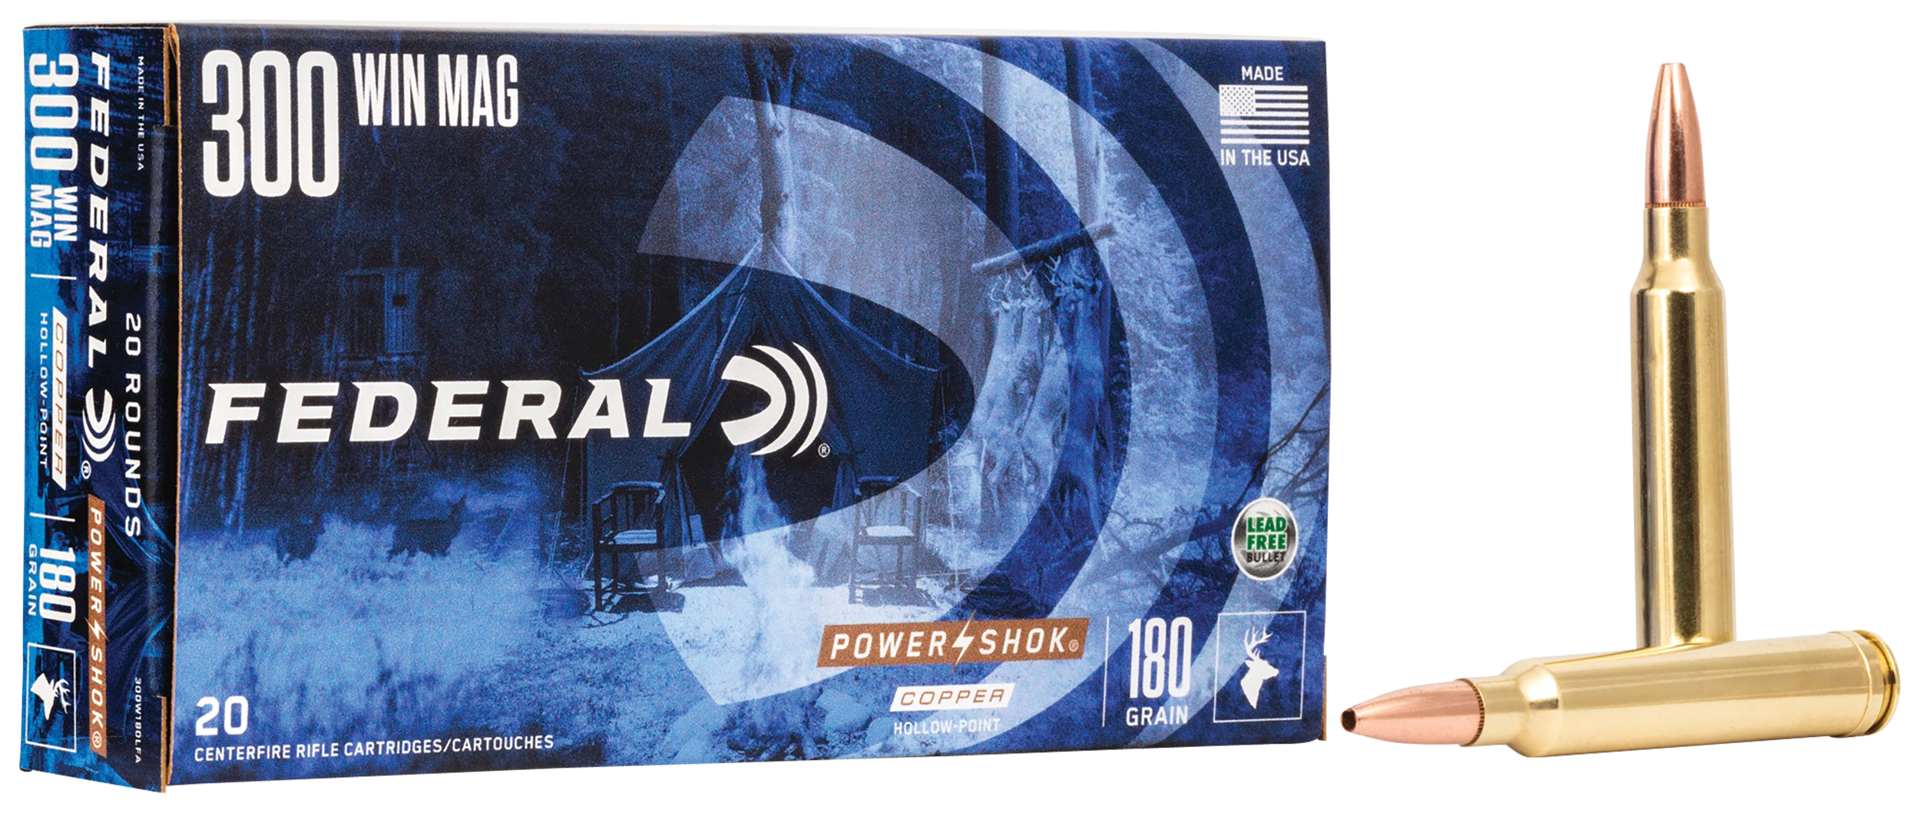 300 WIN MAG
MADE
IN THE USA
FEDERAL
®
LEAD
FREE
BULLET
POWER SHOK®
COPPER
HOLLOW-POINT
180
GRAIN
20
CENTERFIRE RIFLE CARTRIDGES/CARTOUCHES
MADE IN THE USA
FEDERAL ®
300 WIN MAG
20 ROUNDS
COPPER
HOLLOW-POINT
POWER SHOK®
180
GRAIN
300W180LFA